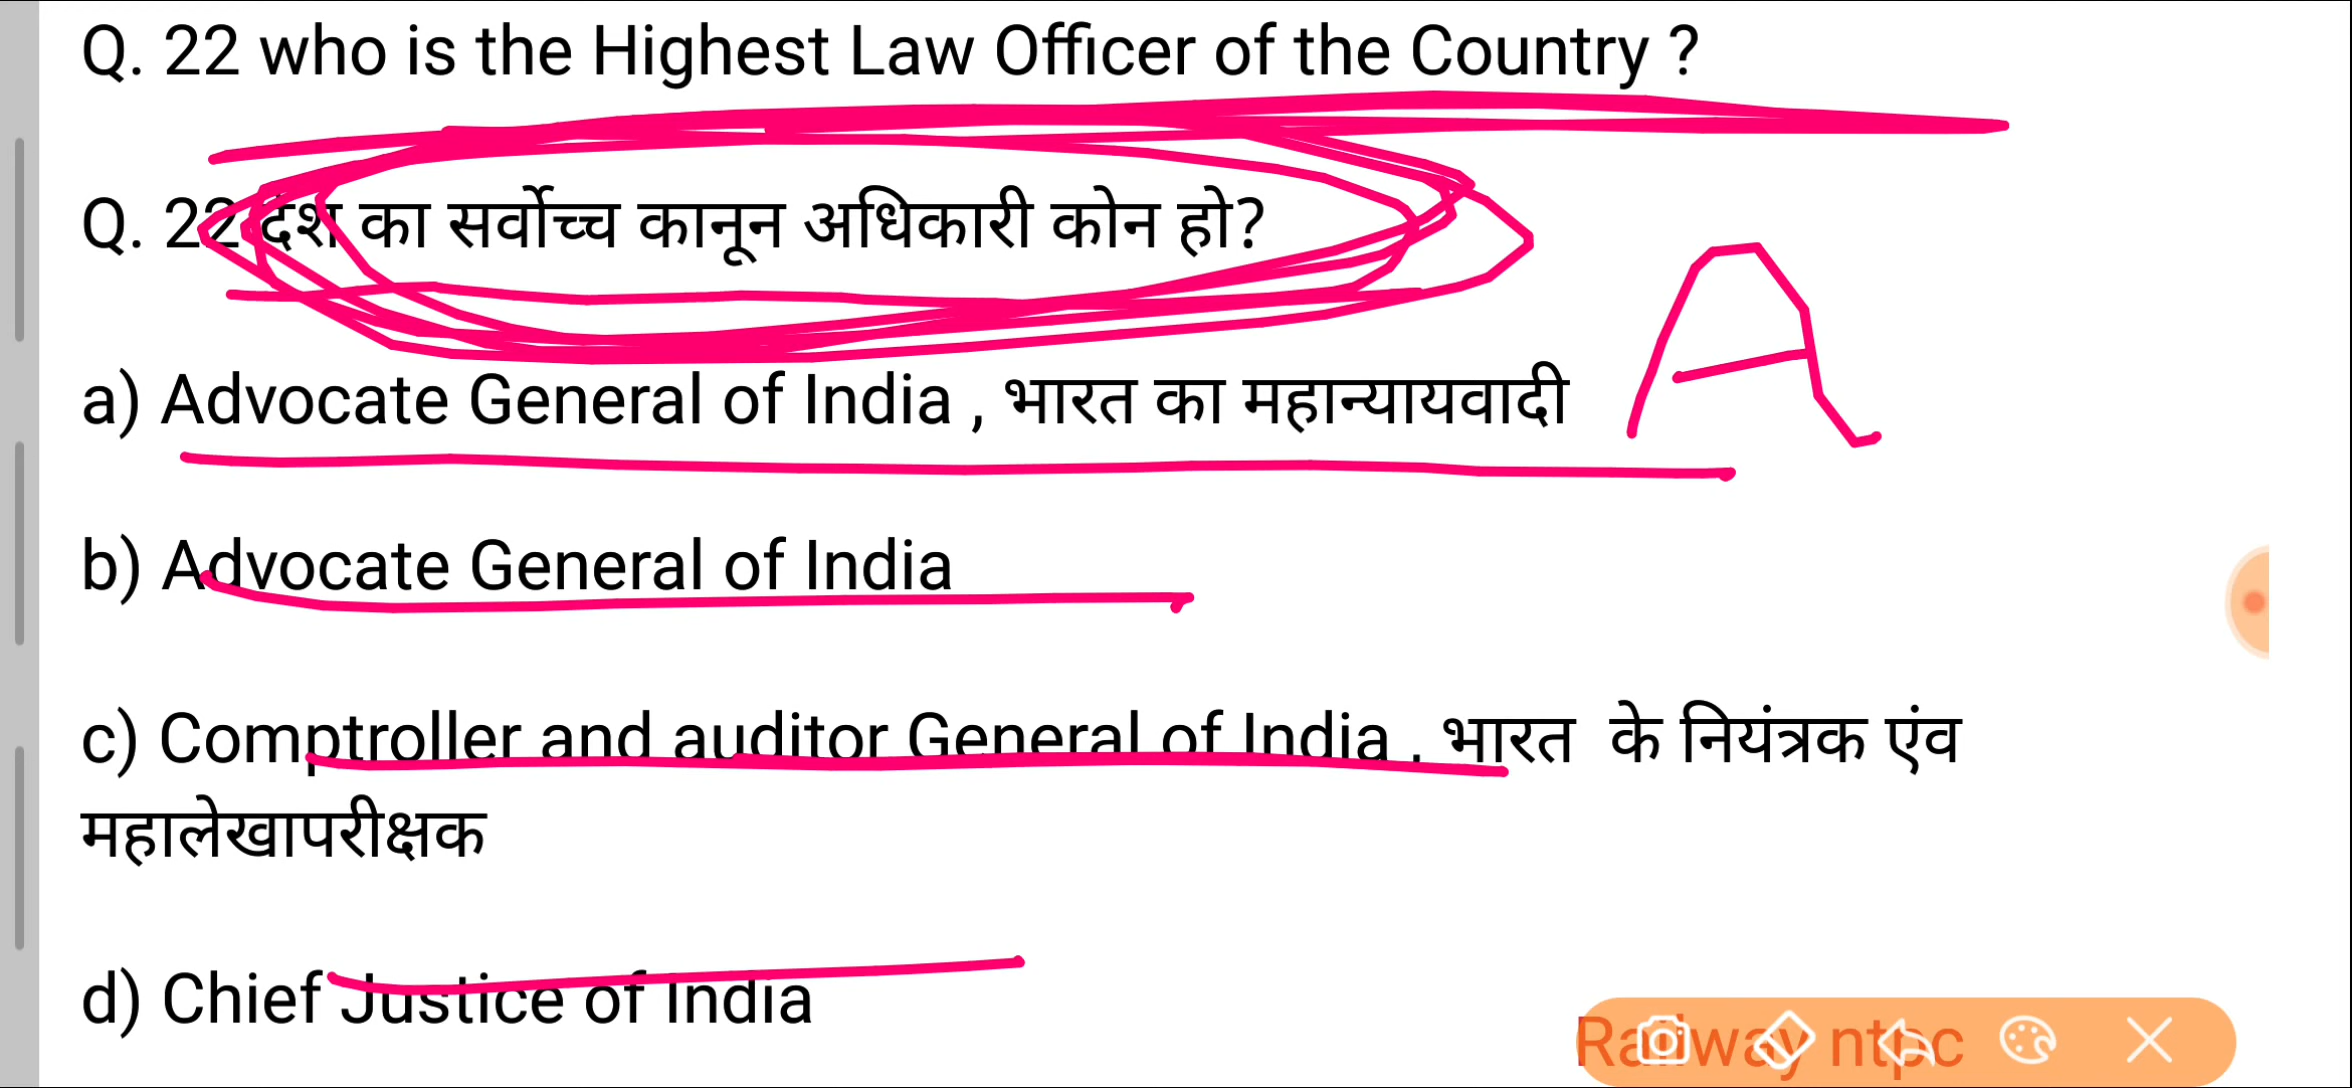 Q. 22 who is the Highest Law Officer of the Country ?
Q. 22 देश का सर्वोच्च कानून अधिकारी कोन हो?
a) Advocate General of India , भारत का महान्यायवादी
A
b) Advocate General of India
c) Comptroller and auditor General of India , भारत के नियंत्रक एंव
महालेखापरीक्षक
d) Chief Justice of India
Railway ntpc